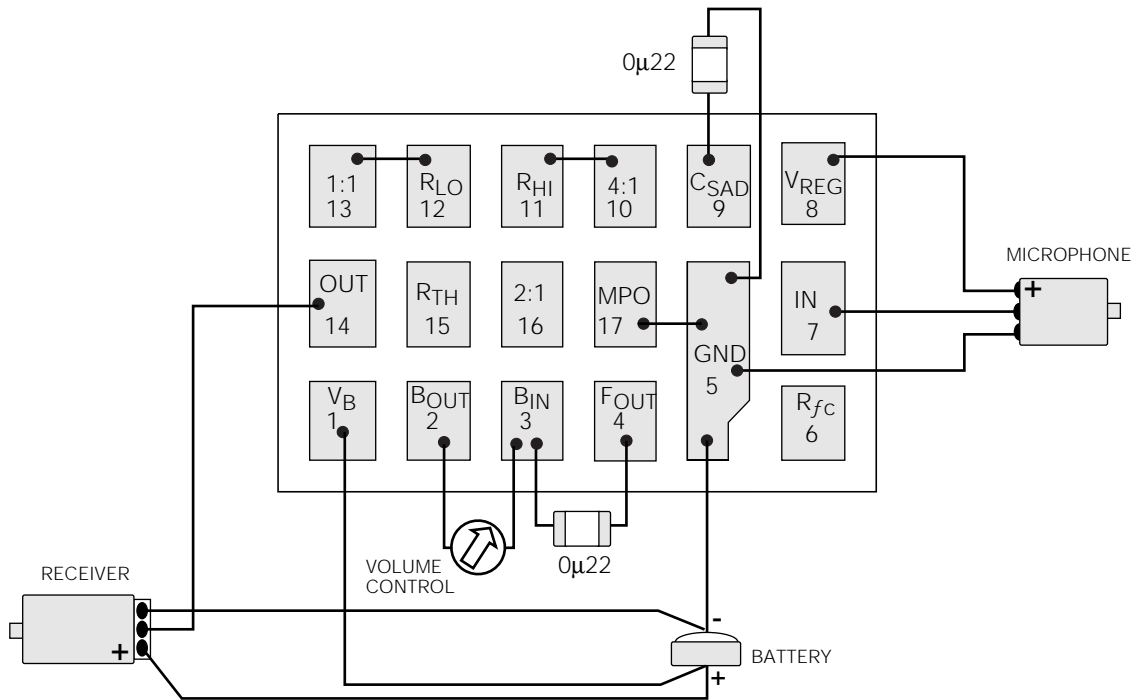 0µ22
1:1
13
RLO
12
RHI
11
4:1
10
CSAD
9
VREG
8
MICROPHONE
+
OUT
14
RTH
15
2:1
16
MPO
17
GND
5
IN
7
VB
1
BOUT
2
BIN
3
FOUT
4
Rfc
6
VOLUME
CONTROL
0µ22
RECEIVER
+
-
BATTERY
+